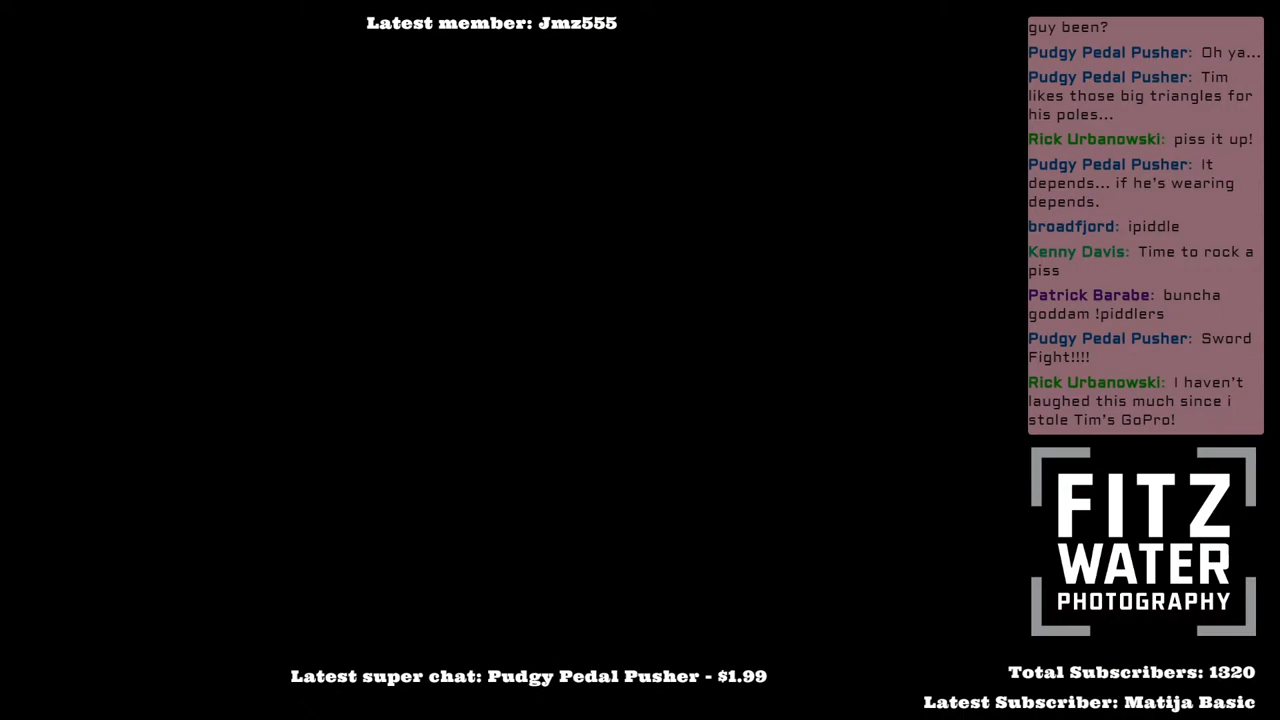 Latest member: Jmz555
guy been?
Pudgy Pedal Pusher: Oh ya...
Pudgy Pedal Pusher: Tim
likes those big triangles for
his poles...
Rick Urbanowski: piss it up!
Pudgy Pedal Pusher: It
depends... if he's wearing
depends.
broadfjord: ipiddle
Kenny Davis: Time to rock a
piss
Patrick Barabe: buncha
goddam !piddlers
Pudgy Pedal Pusher: Sword
Fight!!!!
Rick Urbanowski: I haven't
laughed this much since i
stole Tim's GoPro!
FITZ
WATER
PHOTOGRAPHY
Latest super chat: Pudgy Pedal Pusher - $1.99
Total Subscribers: 1320
Latest Subscriber: Matija Basic